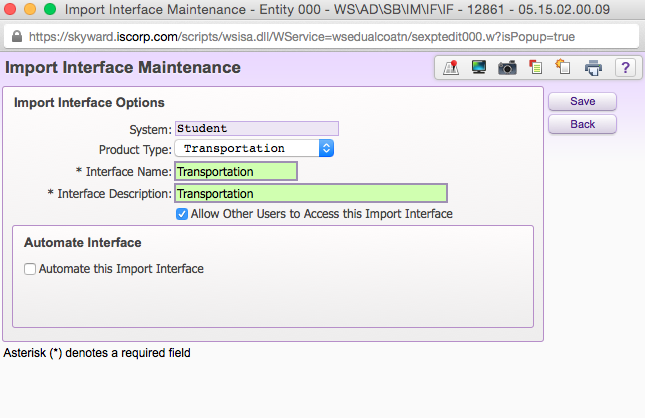 Import Interface Maintenance - Entity 000 - WS\AD\SB\IM\IF\IF - 12861 - 05.15.02.00.09
https://skyward.iscorp.com/scripts/wsisa.dll/WService=wsedualcoatn/sexptedit000.w?isPopup=true
Import Interface Maintenance
?
Import Interface Options
Save
Back
System: Student
Product Type: Transportation
* Interface Name: Transportation
* Interface Description: Transportation
Allow Other Users to Access this Import Interface
Automate Interface
Automate this Import Interface
Asterisk (*) denotes a required field